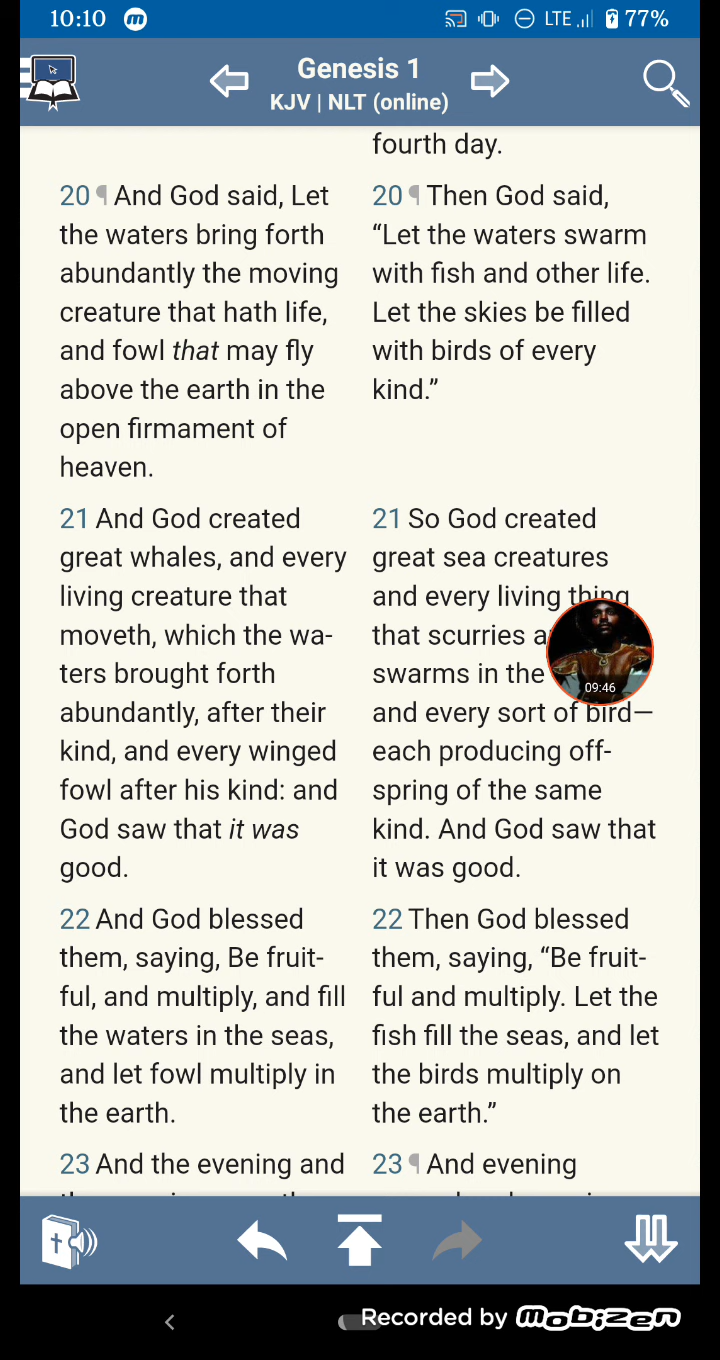 10:10 m LTE 77%
Genesis 1
KJV | NLT (online)
fourth day.
20 ¶ And God said, Let
the waters bring forth
abundantly the moving
creature that hath life,
and fowl that may fly
above the earth in the
open firmament of
heaven.
20 ¶ Then God said,
“Let the waters swarm
with fish and other life.
Let the skies be filled
with birds of every
kind.”
21 And God created
great whales, and every
living creature that
moveth, which the wa-
ters brought forth
abundantly, after their
kind, and every winged
fowl after his kind: and
God saw that it was
good.
21 So God created
great sea creatures
and every living thing
that scurries a
swarms in the
and every sort of bird—
each producing off-
spring of the same
kind. And God saw that
it was good.
09:46
22 And God blessed
them, saying, Be fruit-
ful, and multiply, and fill
the waters in the seas,
and let fowl multiply in
the earth.
22 Then God blessed
them, saying, “Be fruit-
ful and multiply. Let the
fish fill the seas, and let
the birds multiply on
the earth.”
23 And the evening and
23 ¶ And evening
Recorded by mobizen